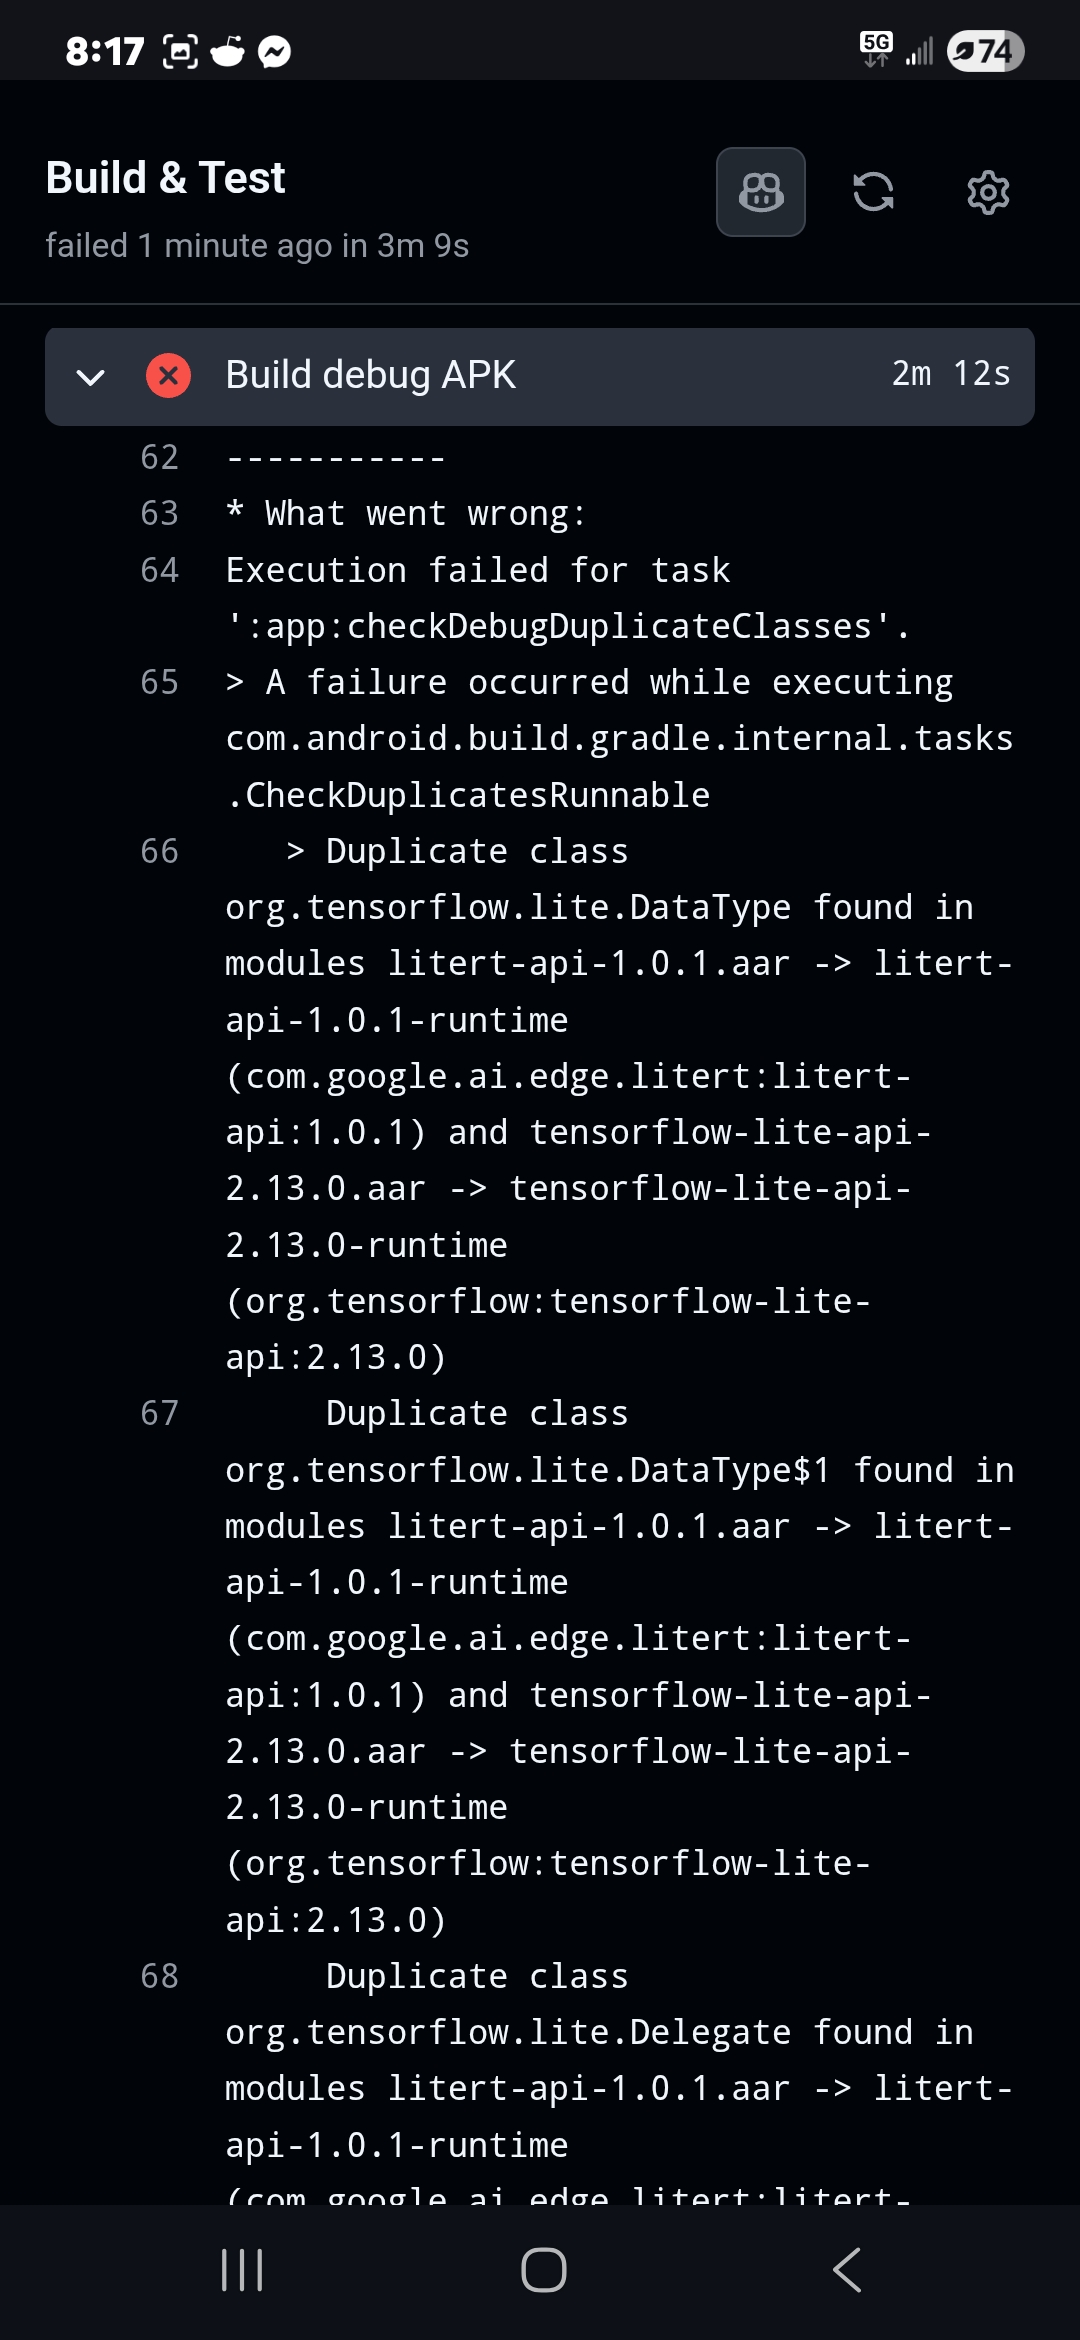 8:17
5G
74
Build & Test
failed 1 minute ago in 3m 9s
Build debug APK 2m 12s
62 -----------
63 * What went wrong:
64 Execution failed for task
':app:checkDebugDuplicateClasses'.
65 > A failure occurred while executing
com.android.build.gradle.internal.tasks
.CheckDuplicatesRunnable
66 > Duplicate class
org.tensorflow.lite.DataType found in
modules litert-api-1.0.1.aar -> litert-
api-1.0.1-runtime
(com.google.ai.edge.litert:litert-
api:1.0.1) and tensorflow-lite-api-
2.13.0.aar -> tensorflow-lite-api-
2.13.0-runtime
(org.tensorflow:tensorflow-lite-
api:2.13.0)
67 Duplicate class
org.tensorflow.lite.DataType$1 found in
modules litert-api-1.0.1.aar -> litert-
api-1.0.1-runtime
(com.google.ai.edge.litert:litert-
api:1.0.1) and tensorflow-lite-api-
2.13.0.aar -> tensorflow-lite-api-
2.13.0-runtime
(org.tensorflow:tensorflow-lite-
api:2.13.0)
68 Duplicate class
org.tensorflow.lite.Delegate found in
modules litert-api-1.0.1.aar -> litert-
api-1.0.1-runtime
(com.google.ai.edge.litert:litert-